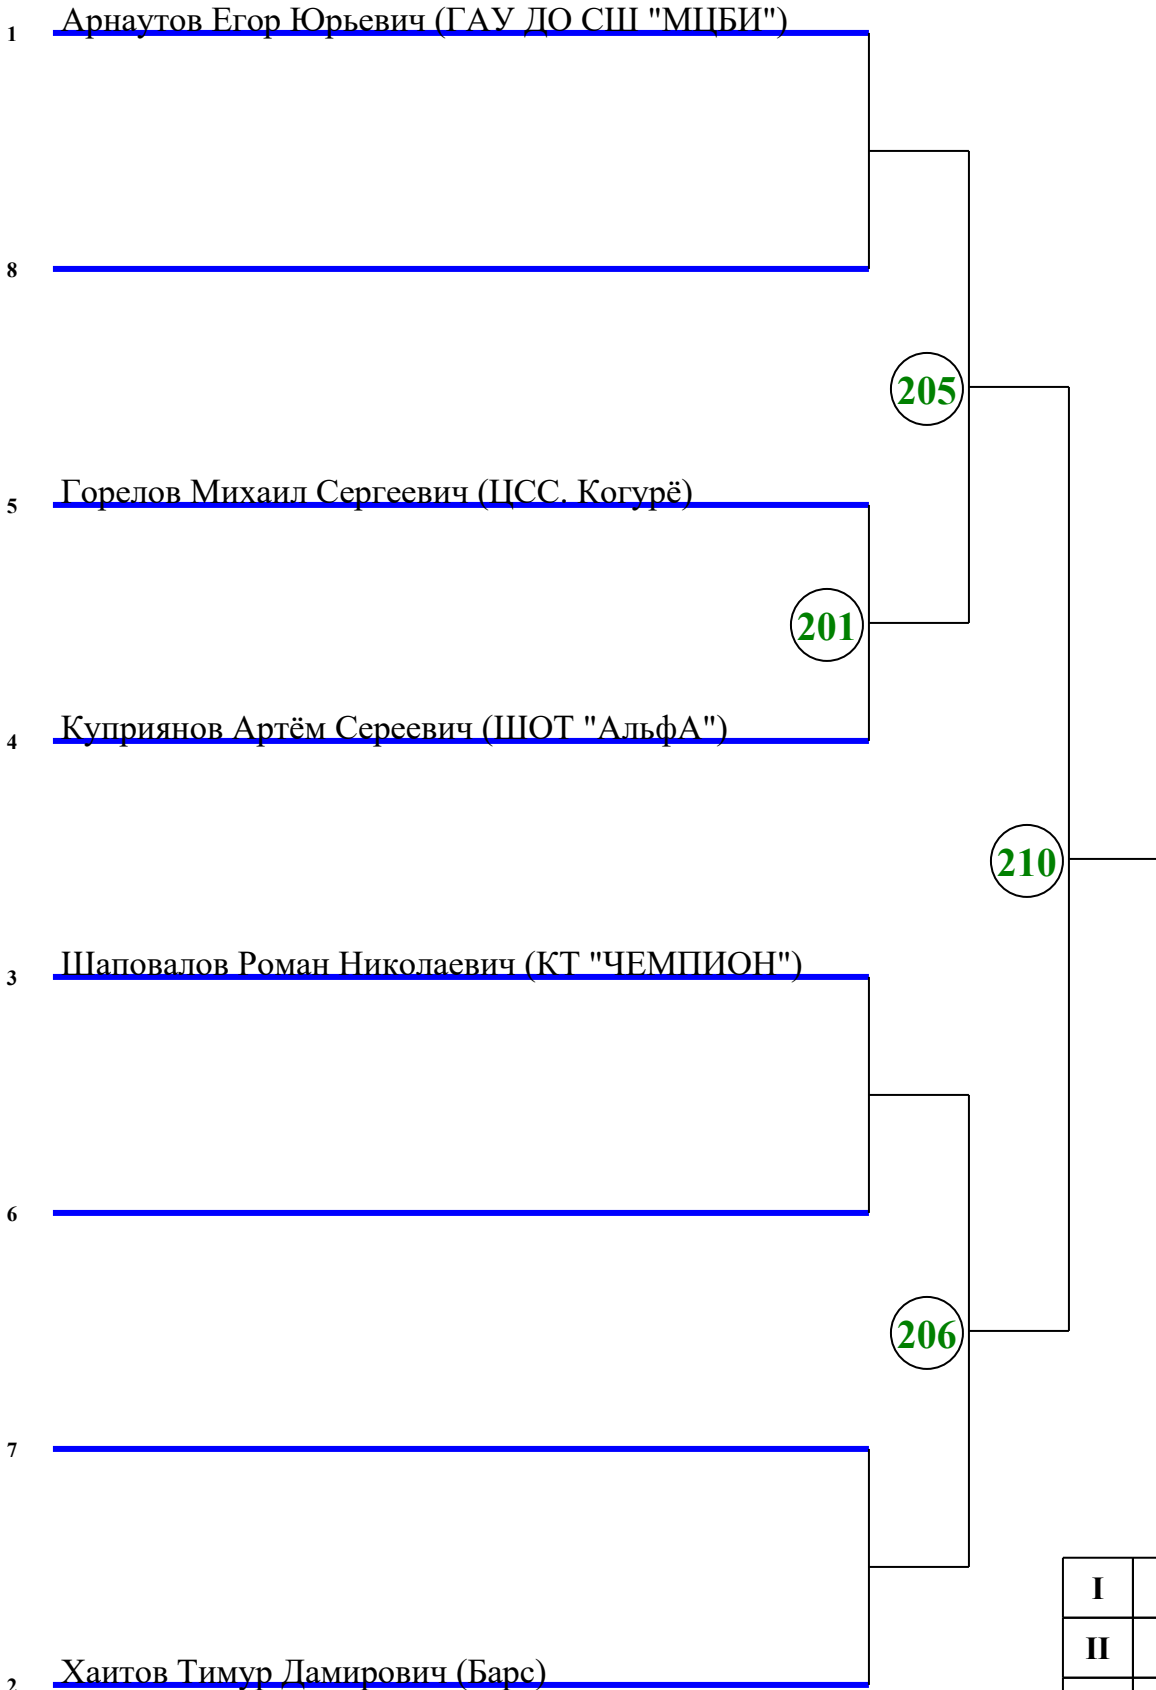 1 Арнаутов Егор Юрьевич (ГАУ ДО СШ "МЦБИ")
8
205
5 Горелов Михаил Сергеевич (ЦСС. Когурё)
201
4 Куприянов Артём Сереевич (ШОТ "АльфА")
210
3 Шаповалов Роман Николаевич (КТ "ЧЕМПИОН")
6
206
7
I
II
2 Хаитов Тимур Дамирович (Барс)